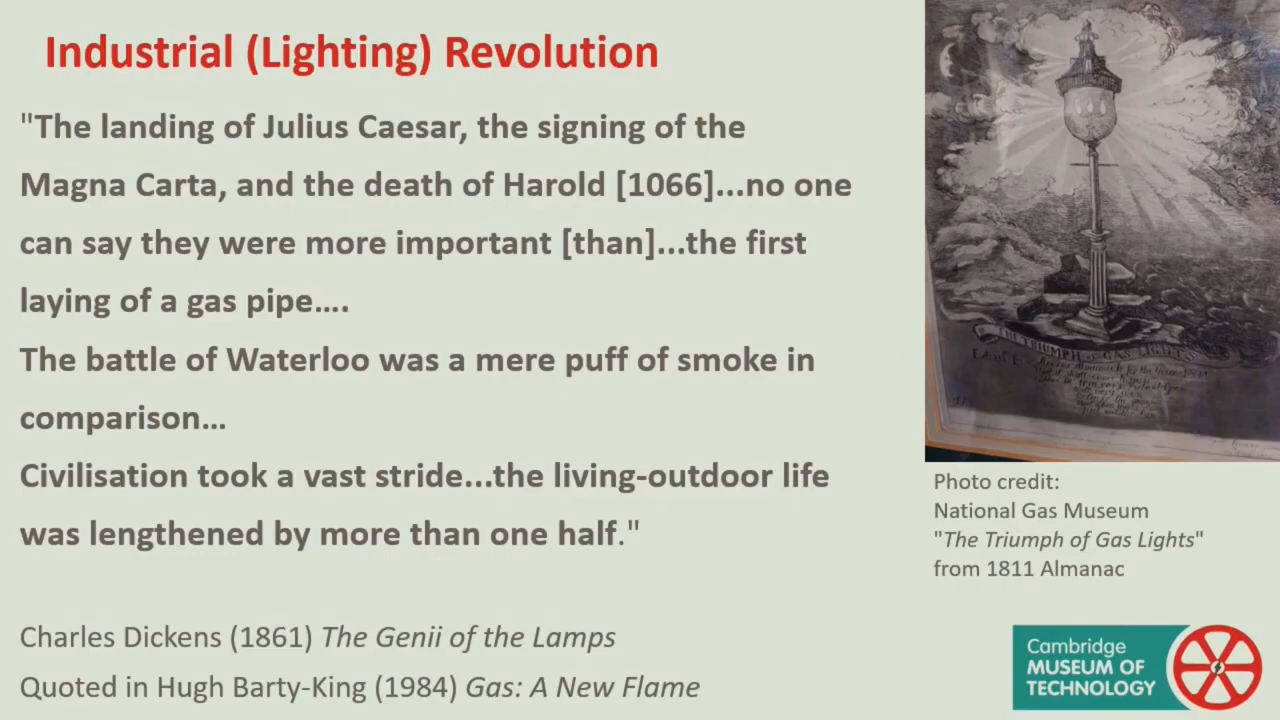 Industrial (Lighting) Revolution
"The landing of Julius Caesar, the signing of the
Magna Carta, and the death of Harold [1066]...no one
can say they were more important [than]...the first
laying of a gas pipe....
The battle of Waterloo was a mere puff of smoke in
comparison...
Civilisation took a vast stride...the living-outdoor life
was lengthened by more than one half."
Charles Dickens (1861) The Genii of the Lamps
Quoted in Hugh Barty-King (1984) Gas: A New Flame
THE TRIUMPH of GAS LIGHTS
Photo credit:
National Gas Museum
"The Triumph of Gas Lights"
from 1811 Almanac
Cambridge
MUSEUM OF
TECHNOLOGY